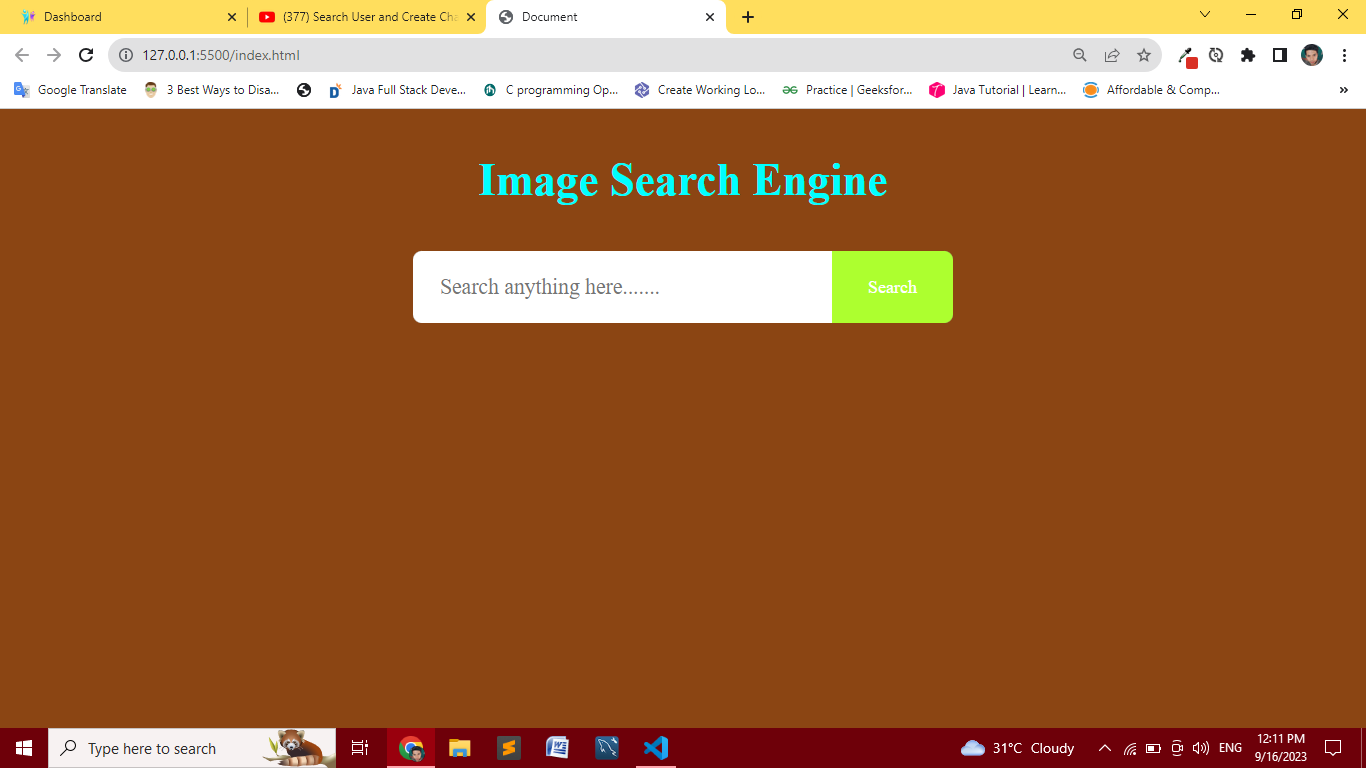 Dashboard
(377) Search User and Create Cha
Document
127.0.0.1:5500/index.html
Google Translate
3 Best Ways to Disa...
Java Full Stack Deve...
C programming Op...
Create Working Lo...
Practice | Geeksfor...
Java Tutorial | Learn...
Affordable & Comp...
»
Image Search Engine
Search anything here.......
Search
Type here to search
31°C Cloudy
ENG
12:11 PM
9/16/2023